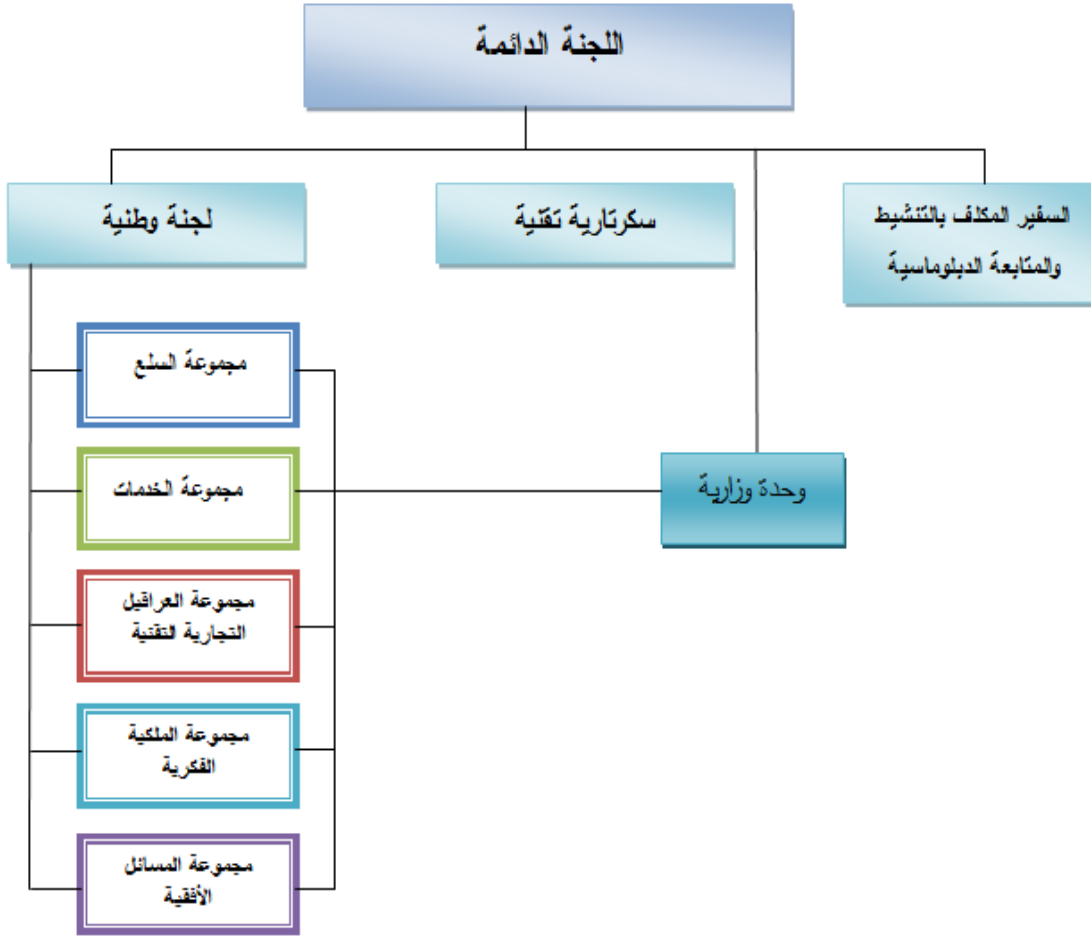 اللجنة الدائمة
السفير المكلف بالتنشيط
والمتابعة الدبلوماسية
سكرتارية تقنية
لجنة وطنية
مجموعة السلع
وحدة وزارية
مجموعة الخدمات
مجموعة العراقيل
التجارية التقنية
مجموعة الملكية
الفكرية
مجموعة المسائل
الأفقية